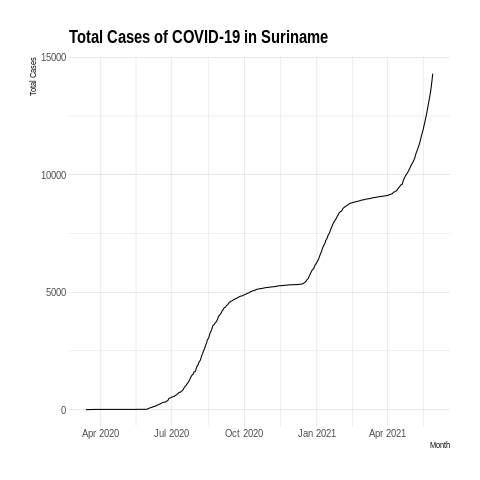 Total Cases of COVID-19 in Suriname
Total Cases
15000
10000
5000
0
Apr 2020 Jul 2020 Oct 2020 Jan 2021 Apr 2021
Month